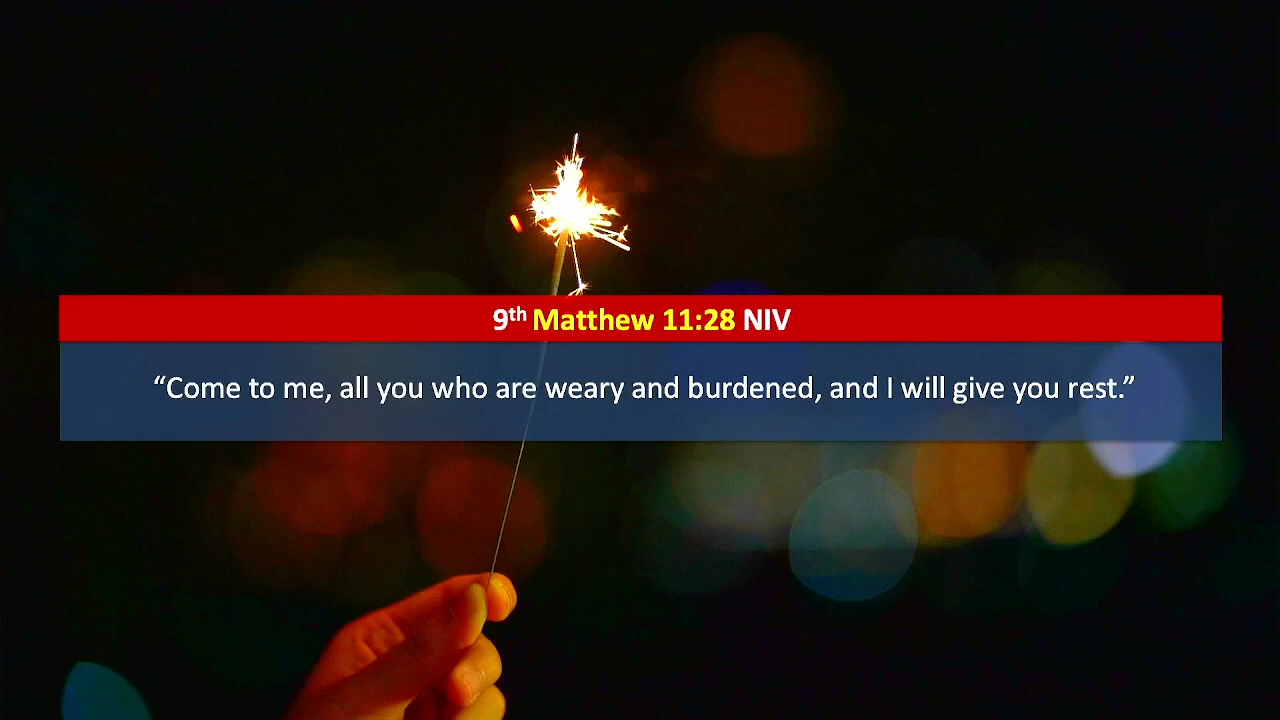 9th Matthew 11:28 NIV
“Come to me, all you who are weary and burdened, and I will give you rest.”